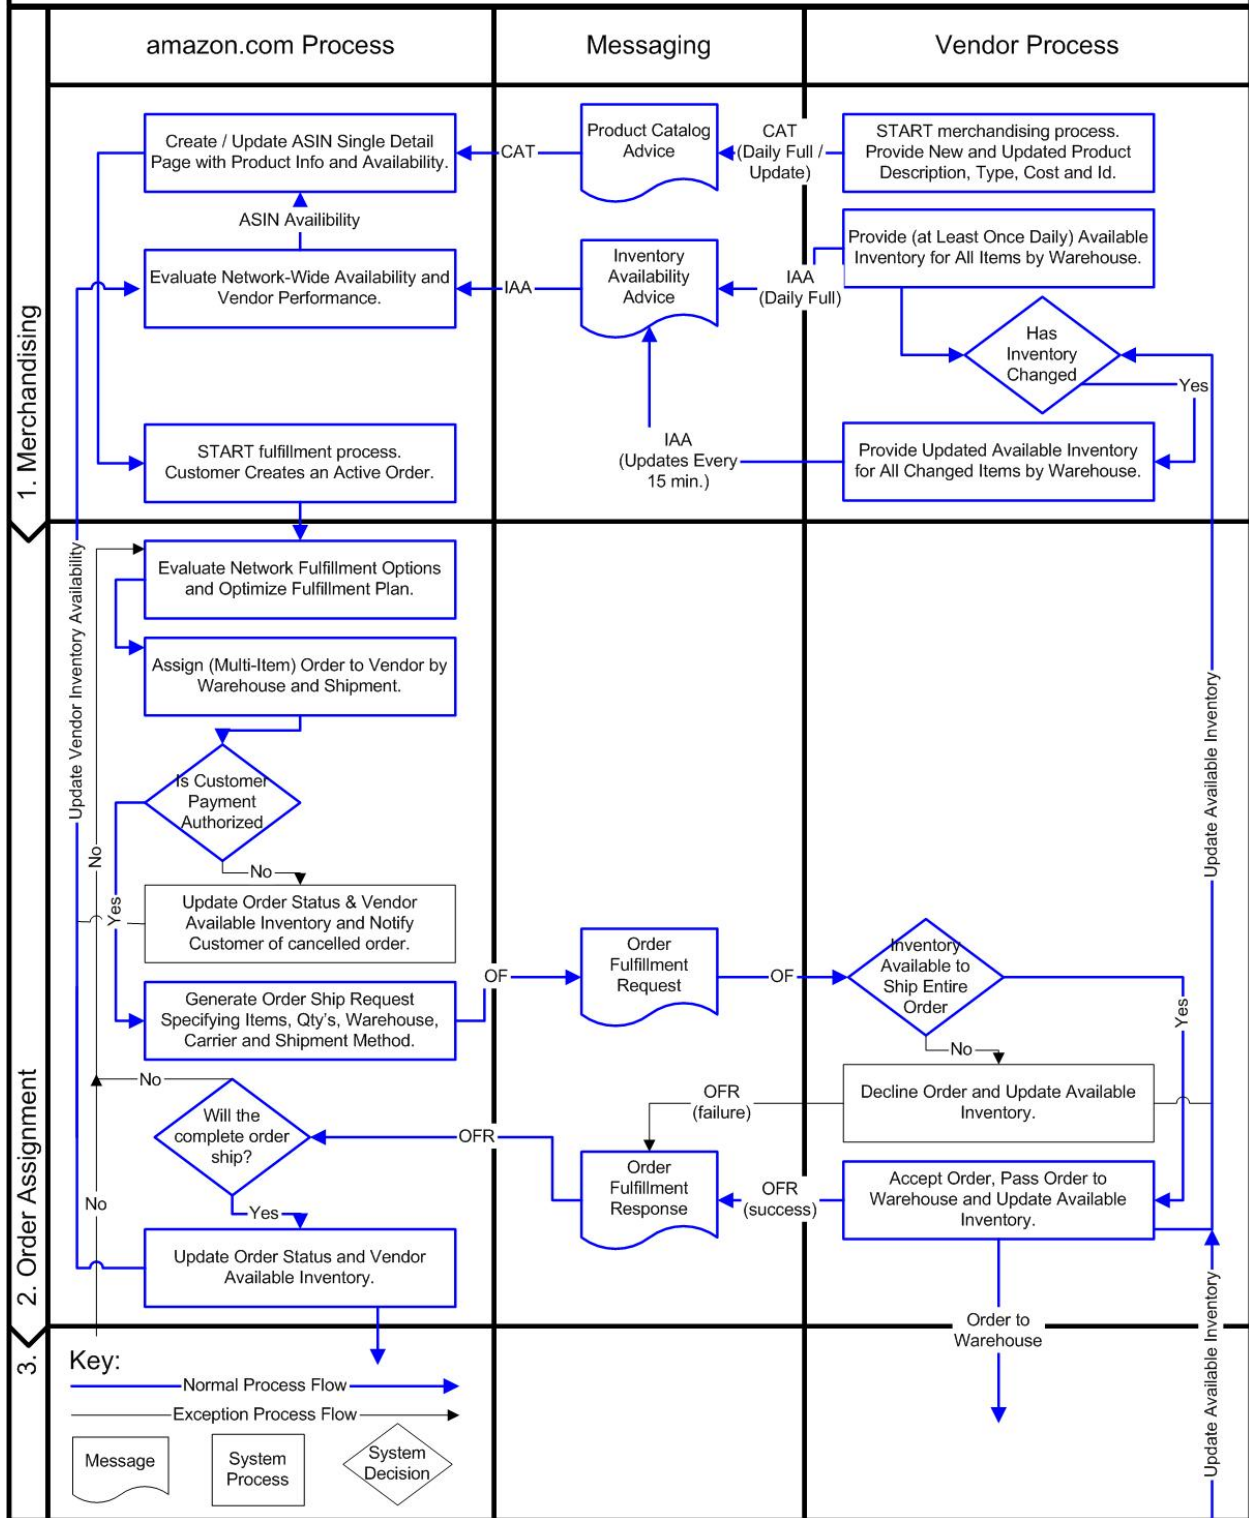 amazon.com Process
Messaging
Vendor Process
1. Merchandising
Create / Update ASIN Single Detail
Page with Product Info and Availability.
CAT
Product Catalog
Advice
CAT
(Daily Full /
Update)
START merchandising process.
Provide New and Updated Product
Description, Type, Cost and Id.
ASIN Availibility
Evaluate Network-Wide Availability and
Vendor Performance.
IAA
Inventory
Availability
Advice
IAA
(Daily Full)
Provide (at Least Once Daily) Available
Inventory for All Items by Warehouse.
Has
Inventory
Changed
Yes
START fulfillment process.
Customer Creates an Active Order.
IAA
(Updates Every
15 min.)
Provide Updated Available Inventory
for All Changed Items by Warehouse.
2. Order Assignment
Update Vendor Inventory Availability
Evaluate Network Fulfillment Options
and Optimize Fulfillment Plan.
Assign (Multi-Item) Order to Vendor by
Warehouse and Shipment.
Is Customer
Payment
Authorized
No
No
Yes
Update Order Status & Vendor
Available Inventory and Notify
Customer of cancelled order.
Generate Order Ship Request
Specifying Items, Qty's, Warehouse,
Carrier and Shipment Method.
OF
Order
Fulfillment
Request
OF
Inventory
Available to
Ship Entire
Order
Yes
No
Update Available Inventory
Decline Order and Update Available
Inventory.
OFR
(failure)
No
Will the
complete order
ship?
OFR
Order
Fulfillment
Response
OFR
(success)
Accept Order, Pass Order to
Warehouse and Update Available
Inventory.
No
Yes
Update Order Status and Vendor
Available Inventory.
Order to
Warehouse
Update Available Inventory
3.
Key:
Normal Process Flow
Exception Process Flow
Message
System
Process
System
Decision